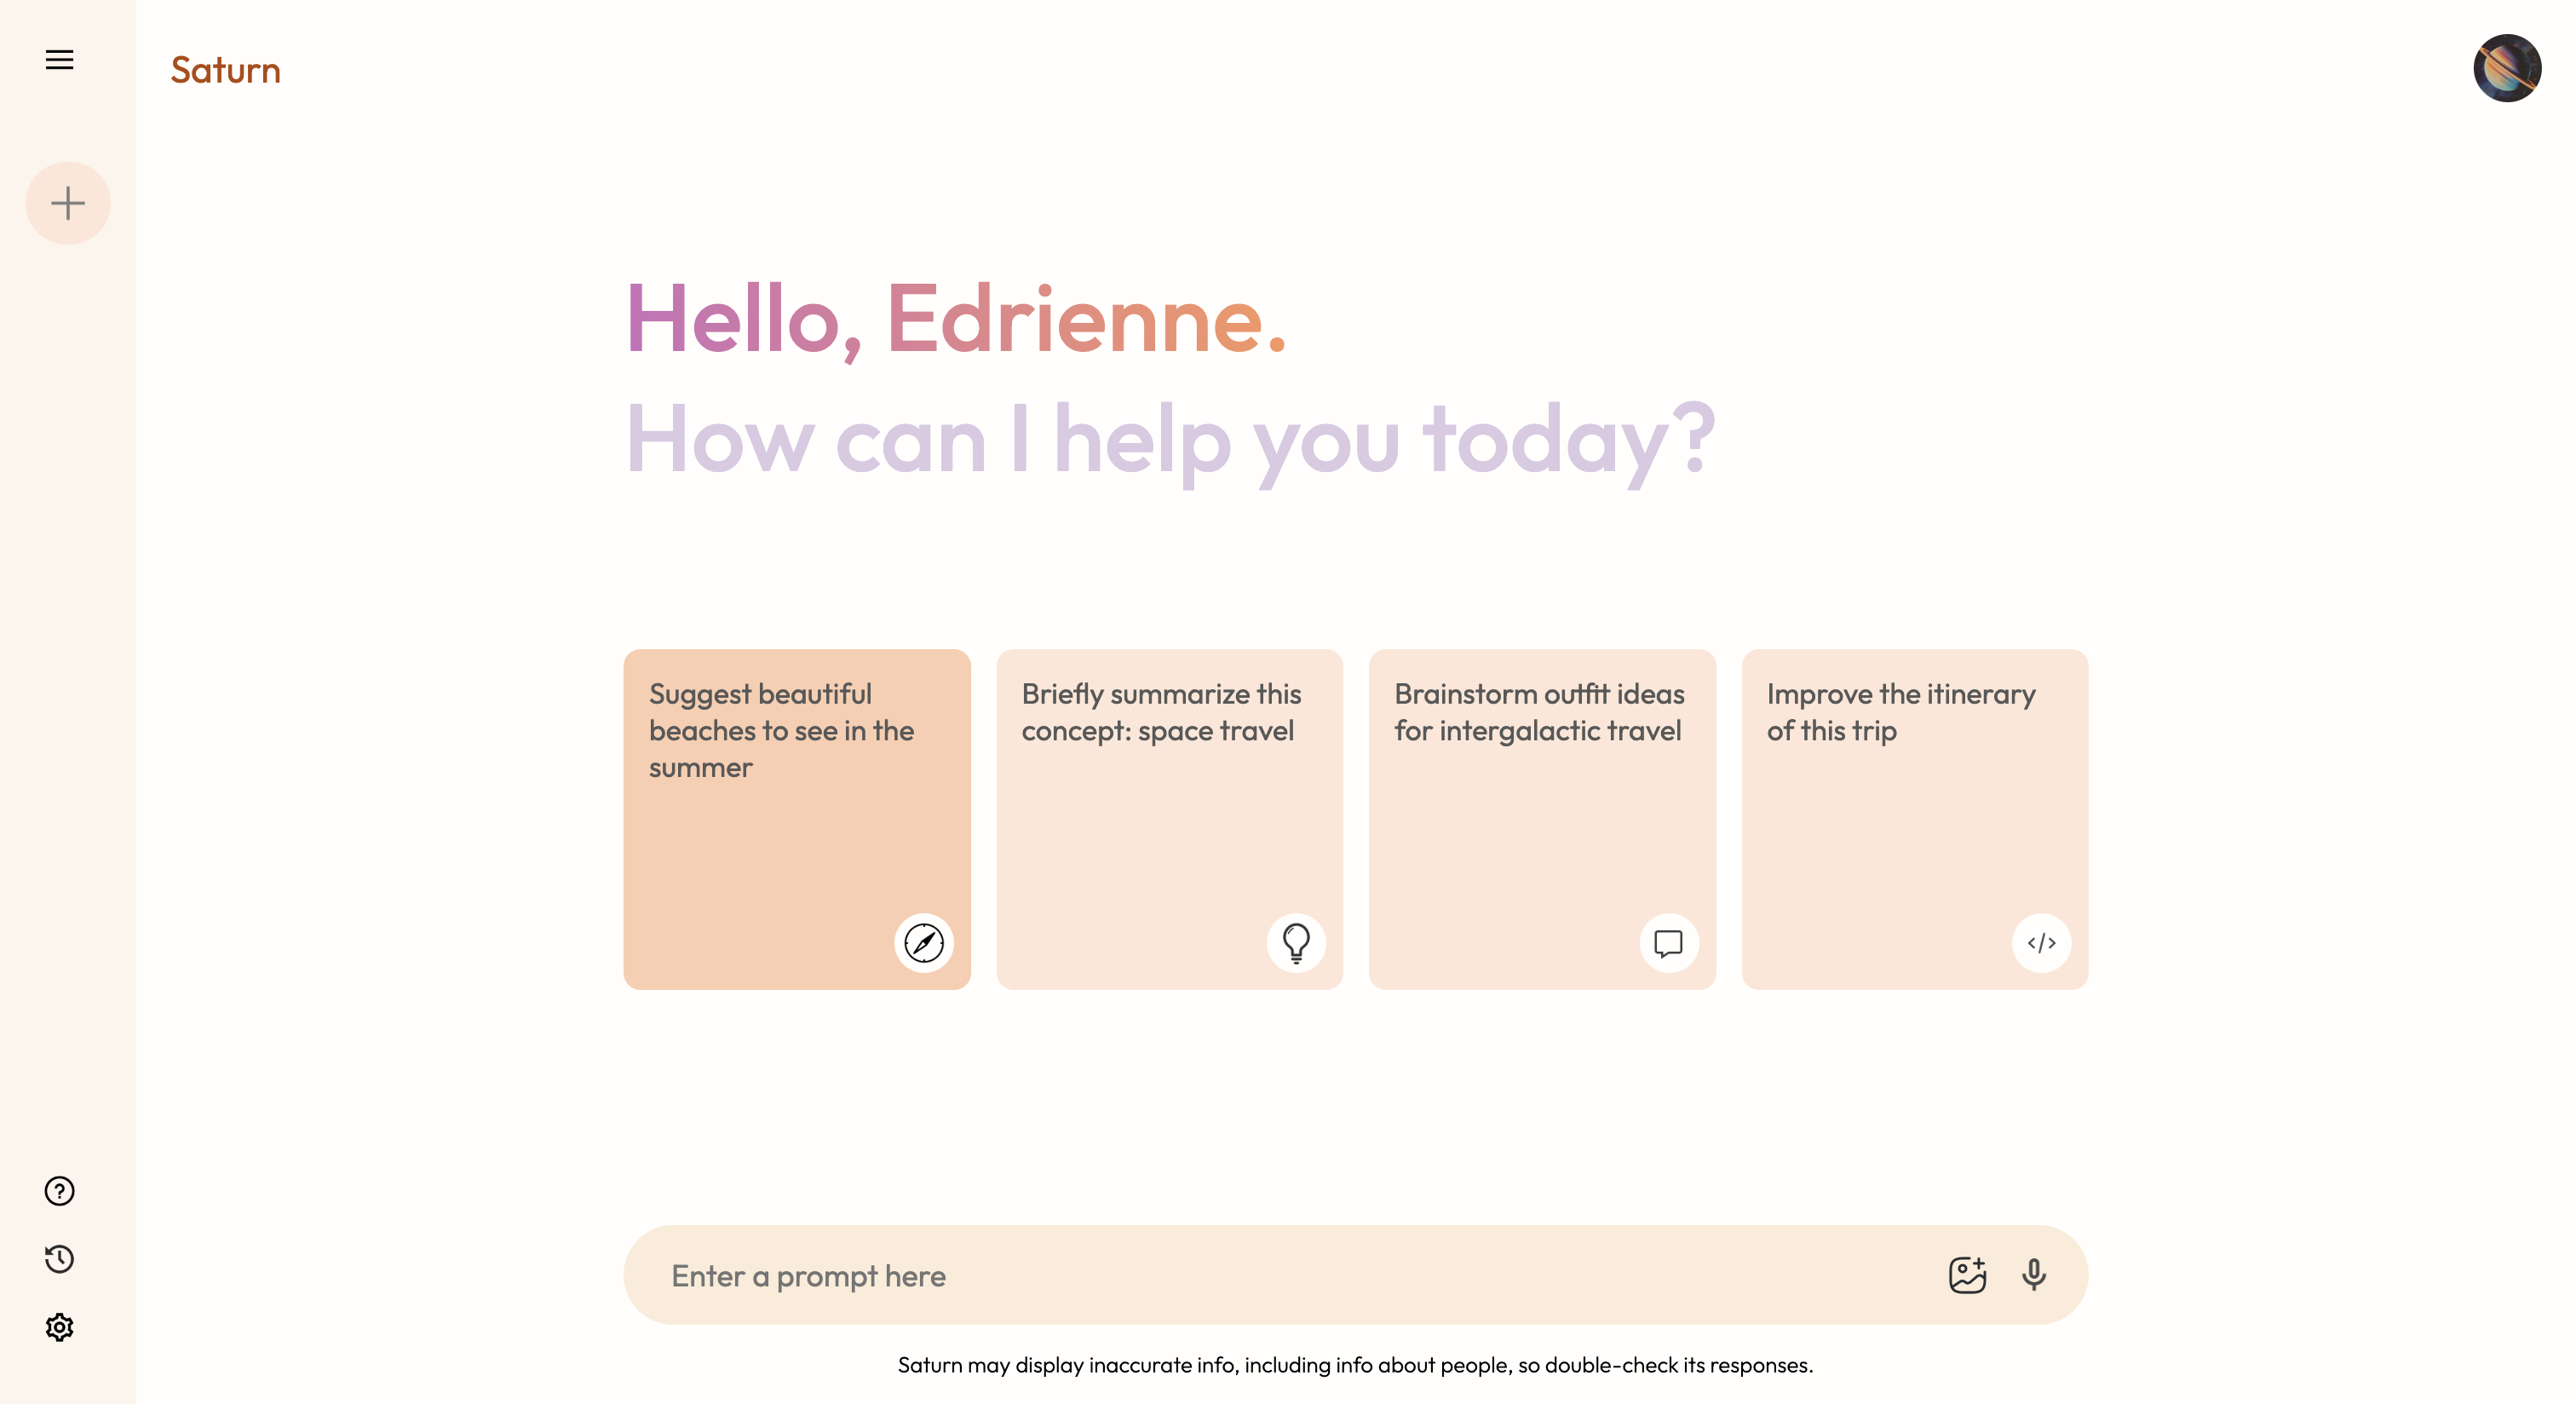 Saturn
Hello, Edrienne.
How can I help you today?
Suggest beautiful
beaches to see in the
summer
Briefly summarize this
concept: space travel
Brainstorm outfit ideas
for intergalactic travel
Improve the itinerary
of this trip
Enter a prompt here
Saturn may display inaccurate info, including info about people, so double-check its responses.